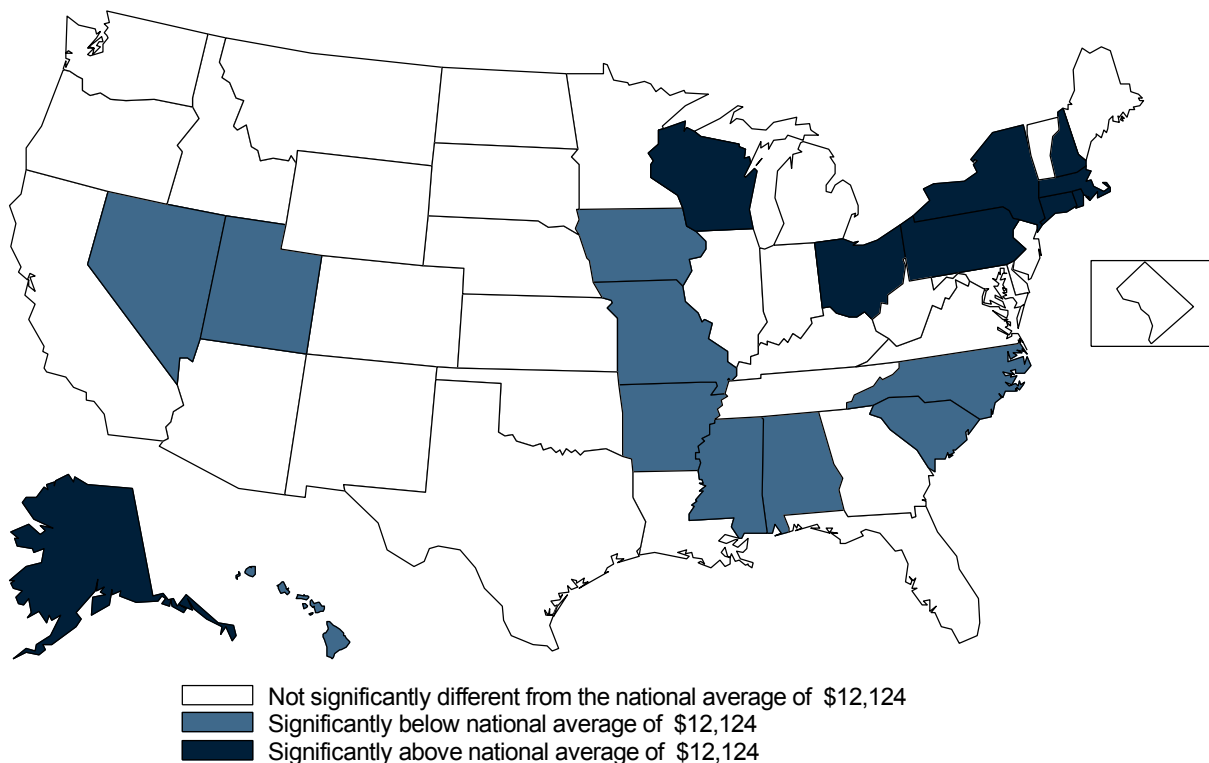 Not significantly different from the national average of $12,124
Significantly below national average of $12,124
Significantly above national average of $12,124